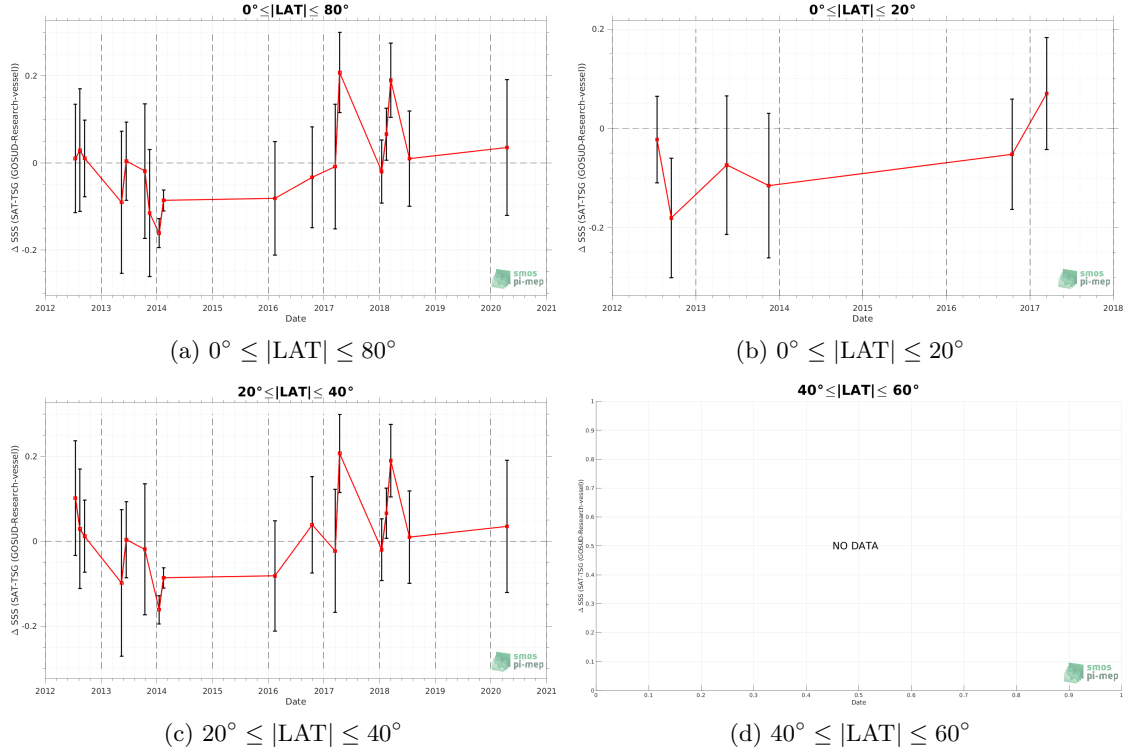 0°≤|LAT|≤ 80°
Δ SSS (SAT-TSG (GOSUD-Research-vessel))
0.2
0
-0.2
2012 2013 2014 2015 2016 2017 2018 2019 2020 2021
Date
smos
pi-mep
(a) 0° ≤ |LAT| ≤ 80°
0°≤|LAT|≤ 20°
Δ SSS (SAT-TSG (GOSUD-Research-vessel))
0.2
0
-0.2
2012 2013 2014 2015 2016 2017 2018
Date
smos
pi-mep
(b) 0° ≤ |LAT| ≤ 20°
20°≤|LAT|≤ 40°
Δ SSS (SAT-TSG (GOSUD-Research-vessel))
0.2
0
-0.2
2012 2013 2014 2015 2016 2017 2018 2019 2020 2021
Date
smos
pi-mep
(c) 20° ≤ |LAT| ≤ 40°
40°≤|LAT|≤ 60°
Δ SSS (SAT-TSG (GOSUD-Research-vessel))
1
0.9
0.8
0.7
0.6
0.5
0.4
0.3
0.2
0.1
0
NO DATA
0 0.1 0.2 0.3 0.4 0.5 0.6 0.7 0.8 0.9 1
Date
smos
pi-mep
(d) 40° ≤ |LAT| ≤ 60°